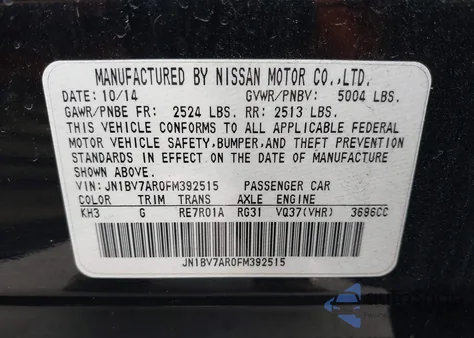 MANUFACTURED BY NISSAN MOTOR CO.,LTD.
DATE: 10/14 GVWR/PNBV: 5004 LBS.
GAWR/PNBE FR: 2524 LBS. RR: 2513 LBS.
THIS VEHICLE CONFORMS TO ALL APPLICABLE FEDERAL
MOTOR VEHICLE SAFETY,BUMPER,AND THEFT PREVENTION
STANDARDS IN EFFECT ON THE DATE OF MANUFACTURE
SHOWN ABOVE.
VIN: JN1BV7AR0FM392515 PASSENGER CAR
COLOR TRIM TRANS AXLE ENGINE
KH3 G RE7R01A RG31 VQ37(VHR) 3696CC
JN1BV7AR0FM392515